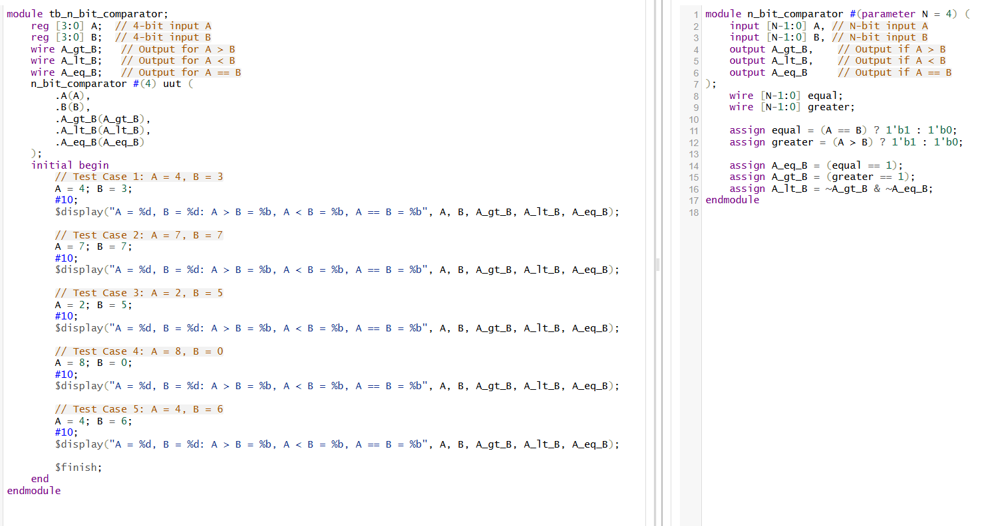 module tb_n_bit_comparator;
    reg [3:0] A;  // 4-bit input A
    reg [3:0] B;  // 4-bit input B
    wire A_gt_B;   // Output for A > B
    wire A_lt_B;   // Output for A < B
    wire A_eq_B;   // Output for A == B
    n_bit_comparator #(4) uut (
        .A(A),
        .B(B),
        .A_gt_B(A_gt_B),
        .A_lt_B(A_lt_B),
        .A_eq_B(A_eq_B)
    );
    initial begin
        // Test Case 1: A = 4, B = 3
        A = 4; B = 3;
        #10;
        $display("A = %d, B = %d: A > B = %b, A < B = %b, A == B = %b", A, B, A_gt_B, A_lt_B, A_eq_B);

        // Test Case 2: A = 7, B = 7
        A = 7; B = 7;
        #10;
        $display("A = %d, B = %d: A > B = %b, A < B = %b, A == B = %b", A, B, A_gt_B, A_lt_B, A_eq_B);

        // Test Case 3: A = 2, B = 5
        A = 2; B = 5;
        #10;
        $display("A = %d, B = %d: A > B = %b, A < B = %b, A == B = %b", A, B, A_gt_B, A_lt_B, A_eq_B);

        // Test Case 4: A = 8, B = 0
        A = 8; B = 0;
        #10;
        $display("A = %d, B = %d: A > B = %b, A < B = %b, A == B = %b", A, B, A_gt_B, A_lt_B, A_eq_B);

        // Test Case 5: A = 4, B = 6
        A = 4; B = 6;
        #10;
        $display("A = %d, B = %d: A > B = %b, A < B = %b, A == B = %b", A, B, A_gt_B, A_lt_B, A_eq_B);

        $finish;
    end
endmodule
1 module n_bit_comparator #(parameter N = 4) (
2     input [N-1:0] A, // N-bit input A
3     input [N-1:0] B, // N-bit input B
4     output A_gt_B,    // Output if A > B
5     output A_lt_B,    // Output if A < B
6     output A_eq_B     // Output if A == B
7 );
8     wire [N-1:0] equal;
9     wire [N-1:0] greater;
10
11     assign equal = (A == B) ? 1'b1 : 1'b0;
12     assign greater = (A > B) ? 1'b1 : 1'b0;
13
14     assign A_eq_B = (equal == 1);
15     assign A_gt_B = (greater == 1);
16     assign A_lt_B = ~A_gt_B & ~A_eq_B;
17 endmodule
18